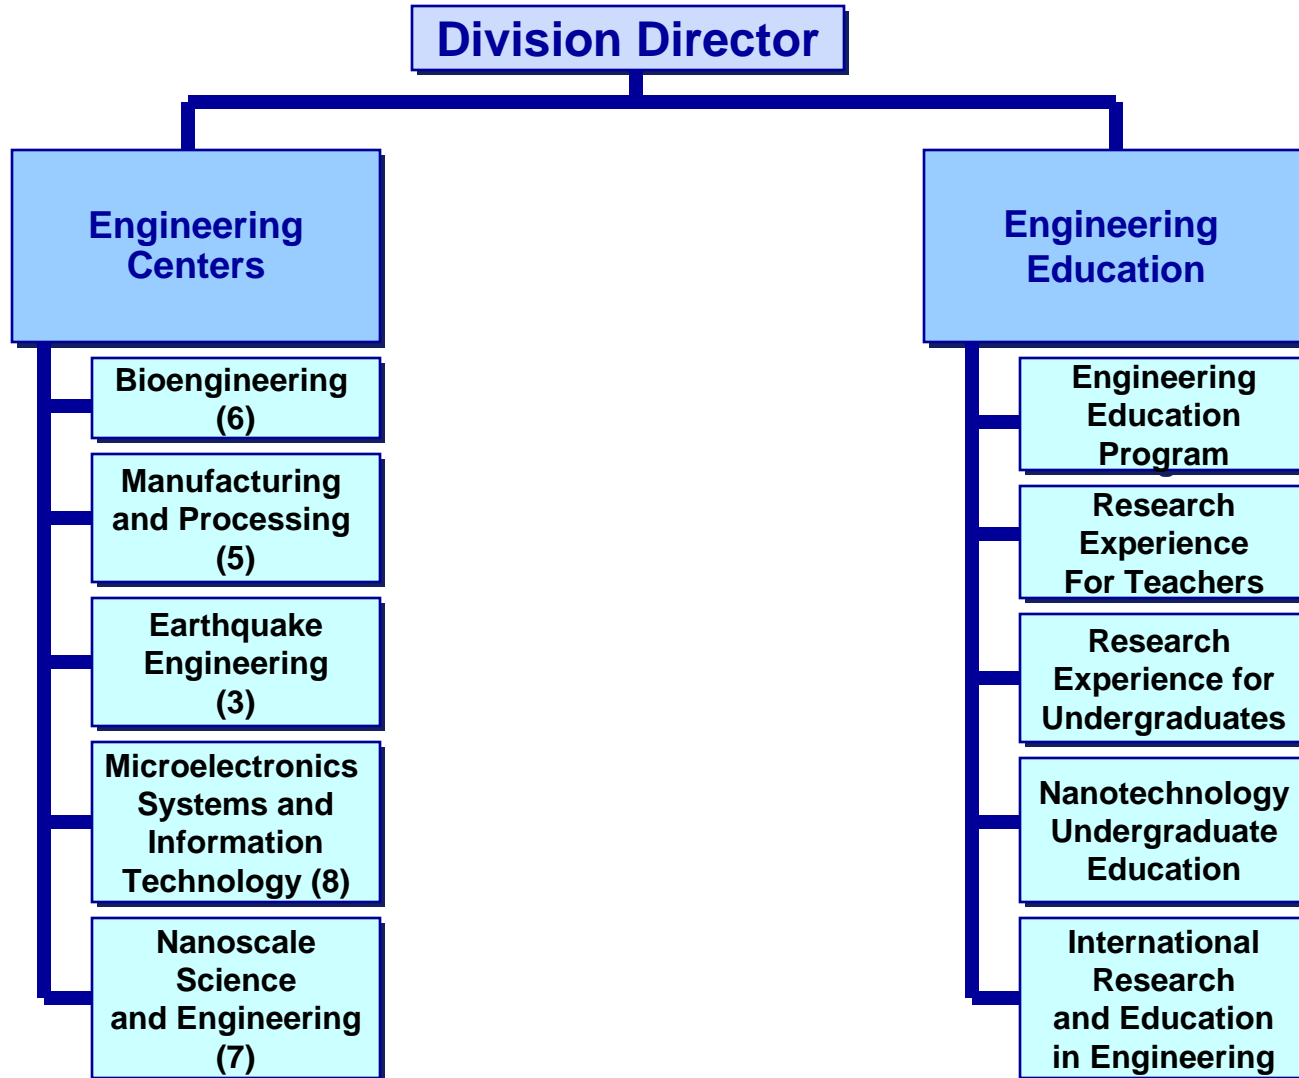 Division Director
Engineering
Centers
Bioengineering
(6)
Manufacturing
and Processing
(5)
Earthquake
Engineering
(3)
Microelectronics
Systems and
Information
Technology (8)
Nanoscale
Science
and Engineering
(7)
Engineering
Education
Engineering
Education
Program
Research
Experience
For Teachers
Research
Experience for
Undergraduates
Nanotechnology
Undergraduate
Education
International
Research
and Education
in Engineering